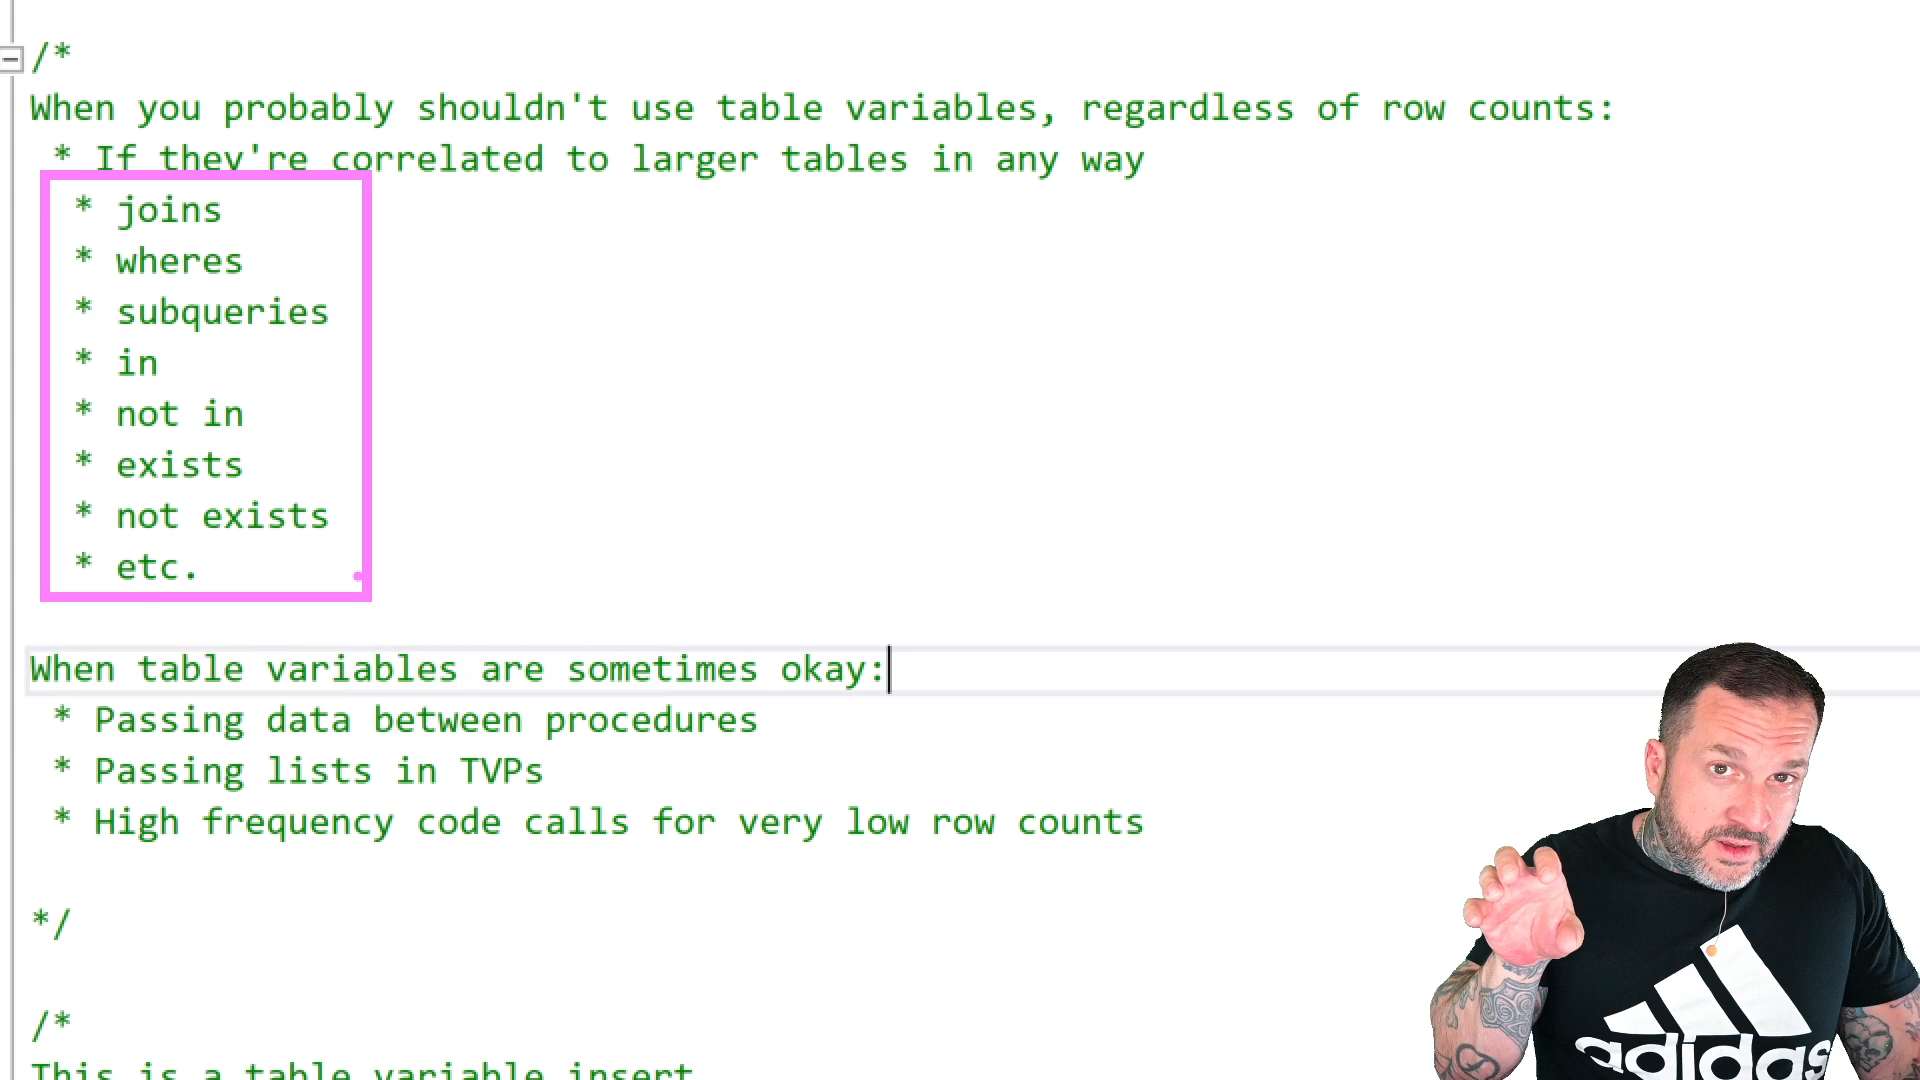 /*
When you probably shouldn't use table variables, regardless of row counts:
* If they're correlated to larger tables in any way
* joins
* wheres
* subqueries
* in
* not in
* exists
* not exists
* etc.
When table variables are sometimes okay:
* Passing data between procedures
* Passing lists in TVPs
* High frequency code calls for very low row counts
*/
/*
This is a table variable insert
adidas